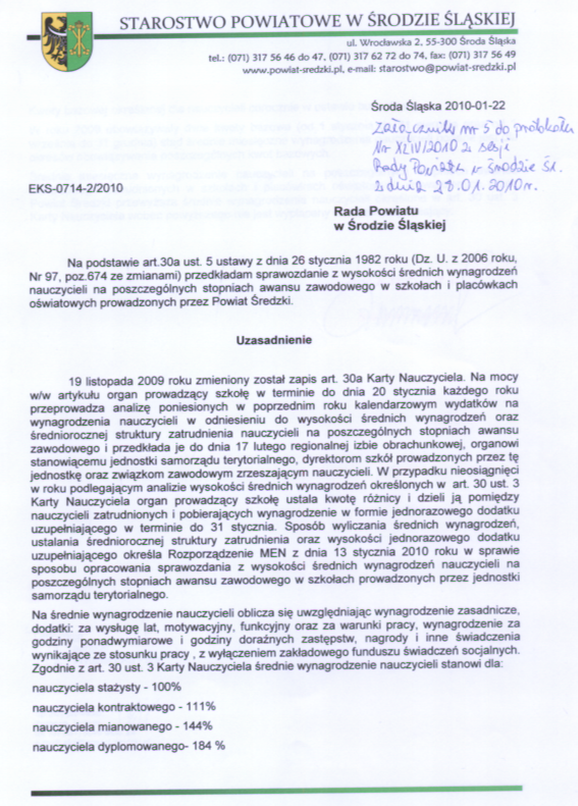 STAROSTWO POWIATOWE W ŚRODZIE ŚLĄSKIEJ
ul. Wrocławska 2, 55-300 Środa Śląska
tel.: (071) 317 56 46 do 47, (071) 317 62 72 do 74, fax: (071) 317 56 49
www.powiat-sredzki.pl, e-mail: starostwo@powiat-sredzki.pl
Środa Śląska 2010-01-22
Załącznik nr 5 do protokołu
Nr XLIV/2010 z sesji
Rady Powiatu w Środzie Śl.
z dnia 28.01.2010r.
EKS-0714-2/2010
Rada Powiatu
w Środzie Śląskiej
Na podstawie art.30a ust. 5 ustawy z dnia 26 stycznia 1982 roku (Dz. U. z 2006 roku,
Nr 97, poz.674 ze zmianami) przedkładam sprawozdanie z wysokości średnich wynagrodzeń
nauczycieli na poszczególnych stopniach awansu zawodowego w szkołach i placówkach
oświatowych prowadzonych przez Powiat Średzki.
Uzasadnienie
19 listopada 2009 roku zmieniony został zapis art. 30a Karty Nauczyciela. Na mocy
w/w artykułu organ prowadzący szkołę w terminie do dnia 20 stycznia każdego roku
przeprowadza analizę poniesionych w poprzednim roku kalendarzowym wydatków na
wynagrodzenia nauczycieli w odniesieniu do wysokości średnich wynagrodzeń oraz
średniorocznej struktury zatrudnienia nauczycieli na poszczególnych stopniach awansu
zawodowego i przedkłada je do dnia 17 lutego regionalnej izbie obrachunkowej, organowi
stanowiącemu jednostki samorządu terytorialnego, dyrektorom szkół prowadzonych przez tę
jednostkę oraz związkom zawodowym zrzeszającym nauczycieli. W przypadku nieosiągnięci
w roku podlegającym analizie wysokości średnich wynagrodzeń określonych w art. 30 ust. 3
Karty Nauczyciela organ prowadzący szkołę ustala kwotę różnicy i dzieli ją pomiędzy
nauczycieli zatrudnionych i pobierających wynagrodzenie w formie jednorazowego dodatku
uzupełniającego w terminie do 31 stycznia. Sposób wyliczania średnich wynagrodzeń,
ustalania średniorocznej struktury zatrudnienia oraz wysokości jednorazowego dodatku
uzupełniającego określa Rozporządzenie MEN z dnia 13 stycznia 2010 roku w sprawie
sposobu opracowania sprawozdania z wysokości średnich wynagrodzeń nauczycieli na
poszczególnych stopniach awansu zawodowego w szkołach prowadzonych przez jednostki
samorządu terytorialnego.
Na średnie wynagrodzenie nauczycieli oblicza się uwzględniając wynagrodzenie zasadnicze,
dodatki: za wysługę lat, motywacyjny, funkcyjny oraz za warunki pracy, wynagrodzenie za
godziny ponadwymiarowe i godziny doraźnych zastępstw, nagrody i inne świadczenia
wynikające ze stosunku pracy , z wyłączeniem zakładowego funduszu świadczeń socjalnych.
Zgodnie z art. 30 ust. 3 Karty Nauczyciela średnie wynagrodzenie nauczycieli stanowi dla:
nauczyciela stażysty - 100%
nauczyciela kontraktowego - 111%
nauczyciela mianowanego - 144%
nauczyciela dyplomowanego- 184 %